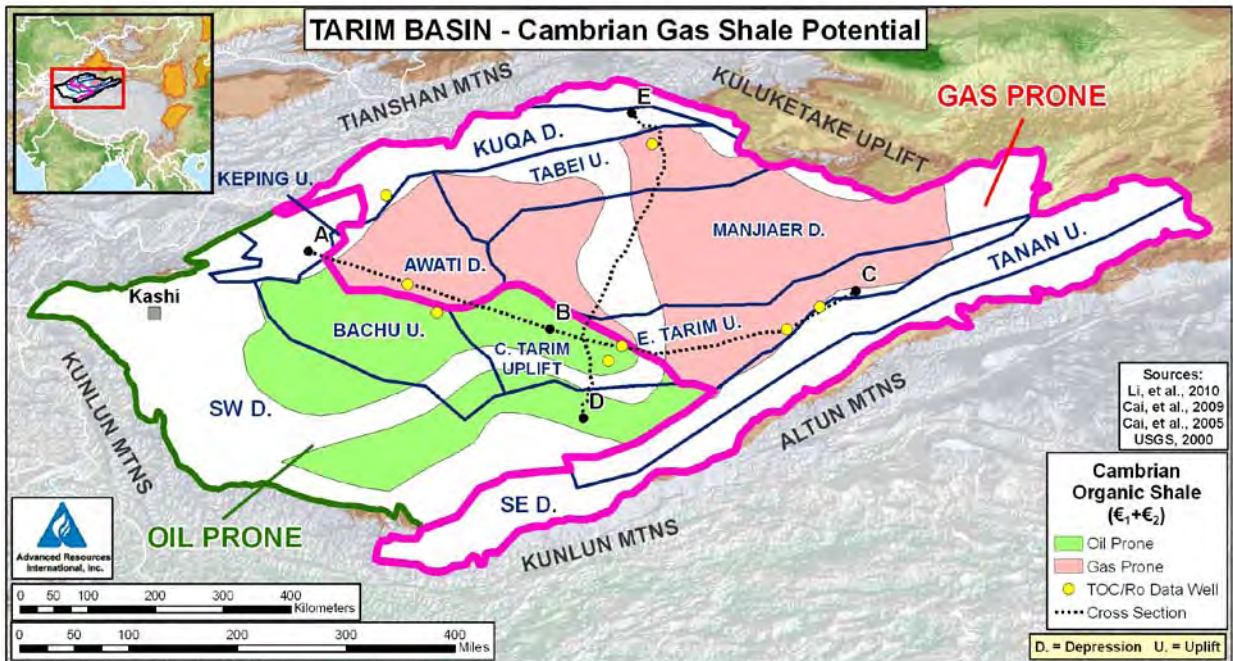 TARIM BASIN - Cambrian Gas Shale Potential
TIANSHAN MTNS
KULUKETAKE UPLIFT
GAS PRONE
E
KUQA D.
TABEI U.
KEPING U.
A
AWATI D.
MANJIAER D.
TANAN U.
C
Kashi
BACHU U.
B
C. TARIM
UPLIFT
E. TARIM U.
D
SW D.
KUNLUN MTNS
ALTUN MTNS
SE D.
OIL PRONE
KUNLUN MTNS
Sources:
Li, et al., 2010
Cai, et al., 2009
Cai, et al., 2005
USGS, 2000
Cambrian
Organic Shale
(€₁+€₂)
Oil Prone
Gas Prone
TOC/Ro Data Well
Cross Section
D. = Depression U. = Uplift
Advanced Resources
International, Inc.
0 50 100 200 300 400
Kilometers
0 50 100 200 300 400
Miles